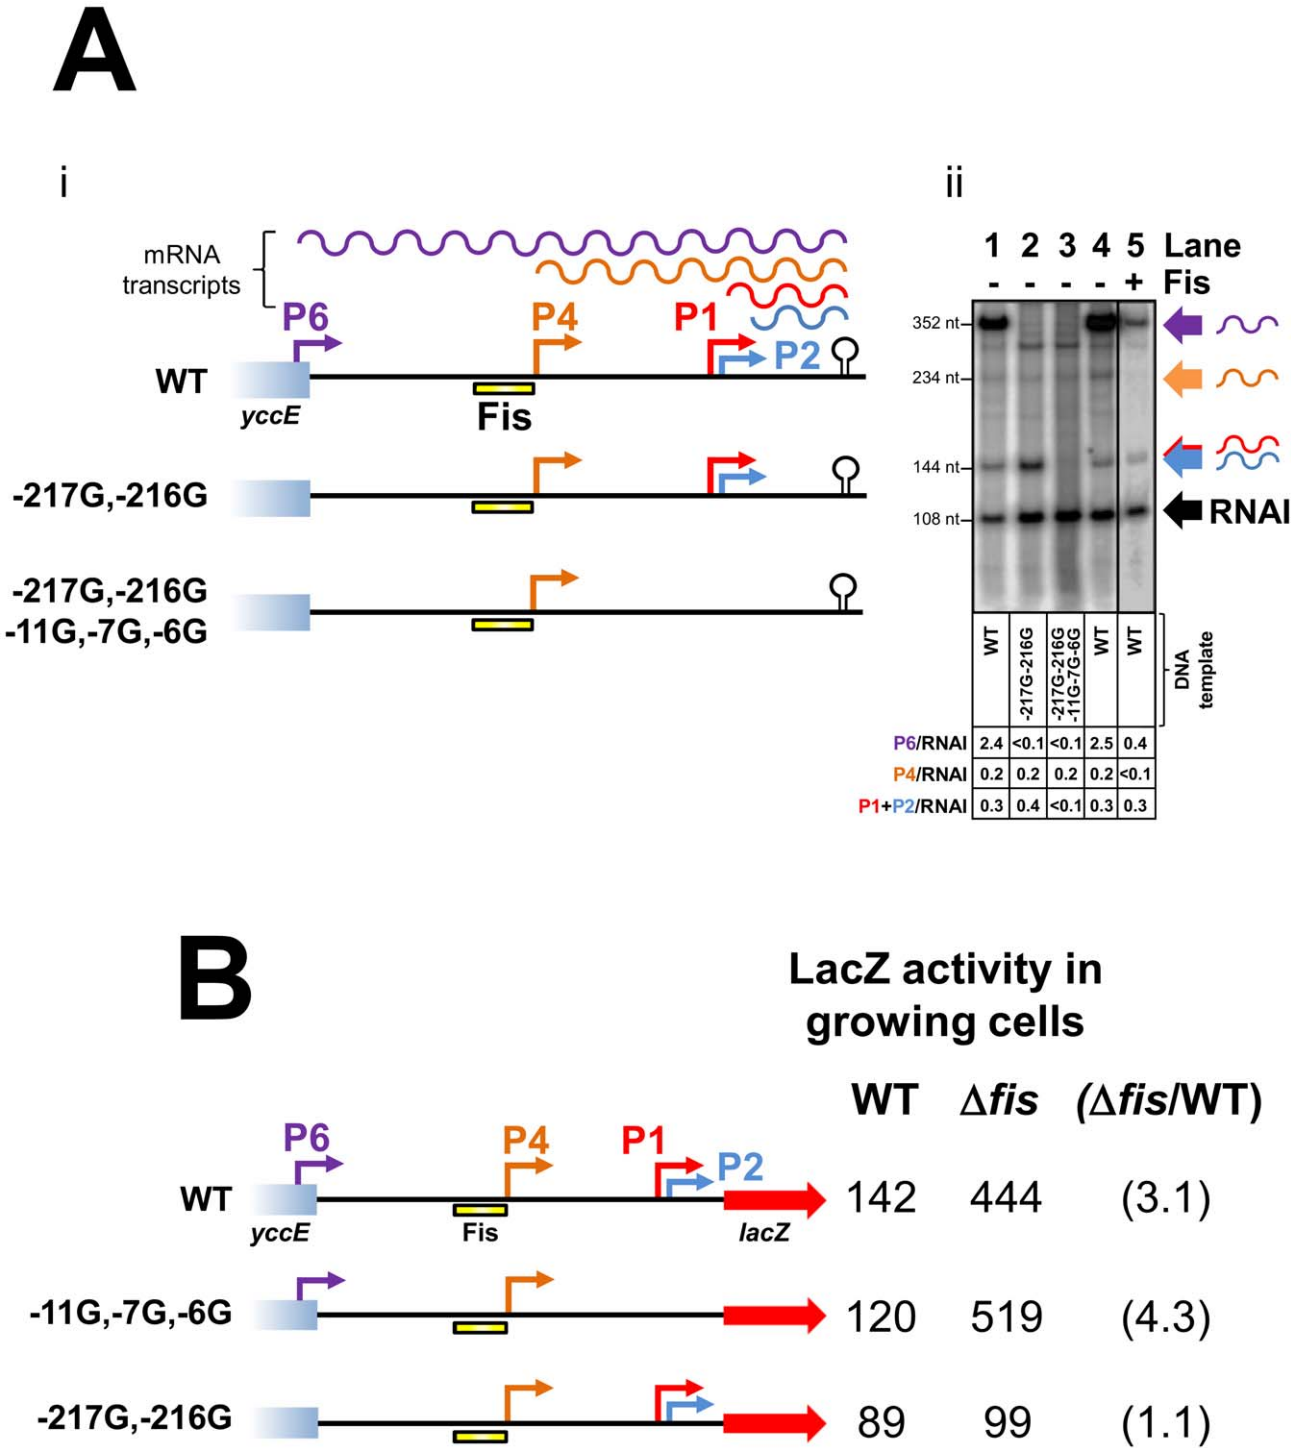 A
i
ii
mRNA
transcripts
P6
P4
P1
P2
WT
yccE
Fis
-217G,-216G
-217G,-216G
-11G,-7G,-6G
1 2 3 4 5 Lane
- - - - + Fis
352 nt
234 nt
144 nt
108 nt
RNAI
WT
-217G-216G
-217G-216G
-11G-7G-6G
WT
WT
DNA
template
P6/RNAI 2.4 <0.1 <0.1 2.5 0.4
P4/RNAI 0.2 0.2 0.2 0.2 <0.1
P1+P2/RNAI 0.3 0.4 <0.1 0.3 0.3
B
LacZ activity in
growing cells
WT Δfis (Δfis/WT)
P6 P4 P1 P2
WT 142 444 (3.1)
yccE Fis lacZ
-11G,-7G,-6G 120 519 (4.3)
-217G,-216G 89 99 (1.1)